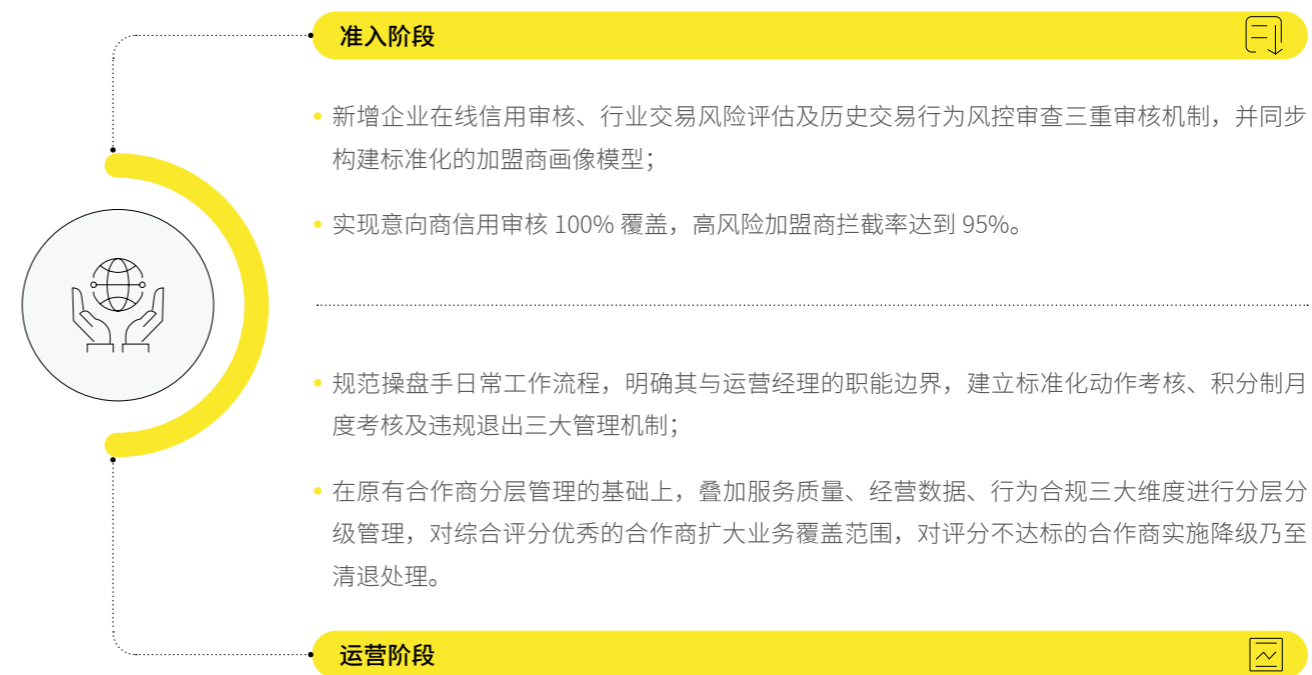 准入阶段
新增企业在线信用审核、行业交易风险评估及历史交易行为风控审查三重审核机制，并同步
构建标准化的加盟商画像模型；
实现意向商信用审核 100% 覆盖，高风险加盟商拦截率达到 95%。
规范操盘手日常工作流程，明确其与运营经理的职能边界，建立标准化动作考核、积分制月
度考核及违规退出三大管理机制；
在原有合作商分层管理的基础上，叠加服务质量、经营数据、行为合规三大维度进行分层分
级管理，对综合评分优秀的合作商扩大业务覆盖范围，对评分不达标的合作商实施降级乃至
清退处理。
运营阶段